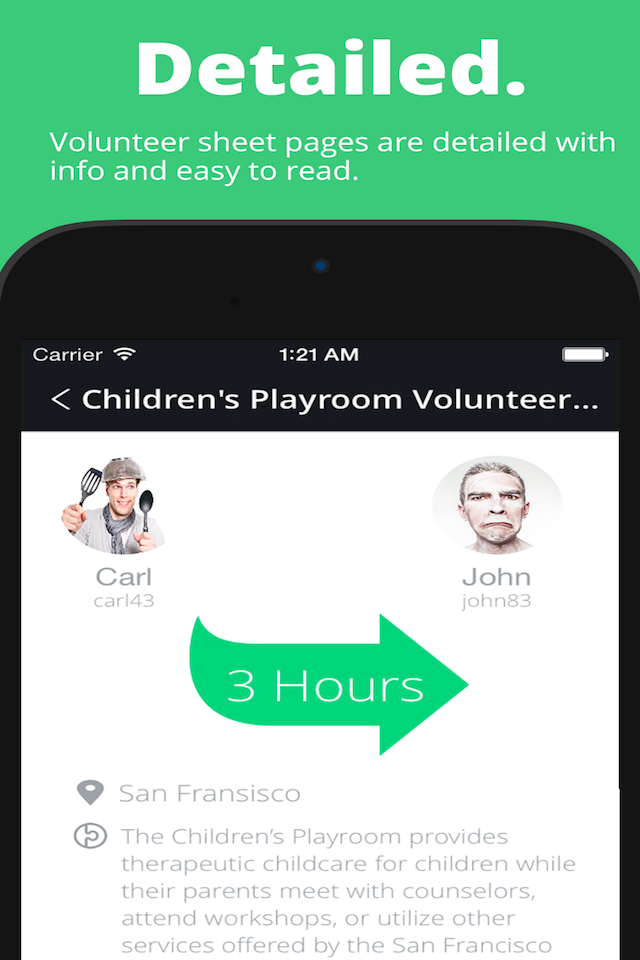 Detailed.
Volunteer sheet pages are detailed with
info and easy to read.
Carrier 1:21 AM
Children's Playroom Volunteer...
Carl John
carl43 john83
3 Hours
San Fransisco
The Children’s Playroom provides
therapeutic childcare for children while
their parents meet with counselors,
attend workshops, or utilize other
services offered by the San Francisco